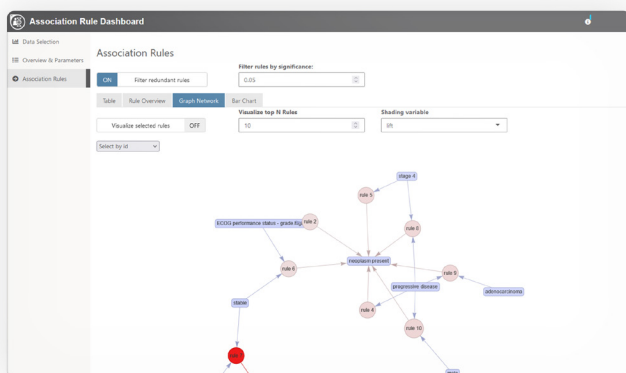 Association Rule Dashboard
Data Selection
Overview & Parameters
Association Rules
Association Rules
Filter rules by significance:
ON Filter redundant rules
0.05
Table Rule Overview Graph Network Bar Chart
Visualize top N Rules Shading variable
Visualize selected rules OFF
10
lift
Select by id
stage 4
rule 5
ECOG performance status - grade
rule 2
rule 8
neoplasm present
rule 6
rule 9
progressive disease
adenocarcinoma
stable
rule 4
rule 10